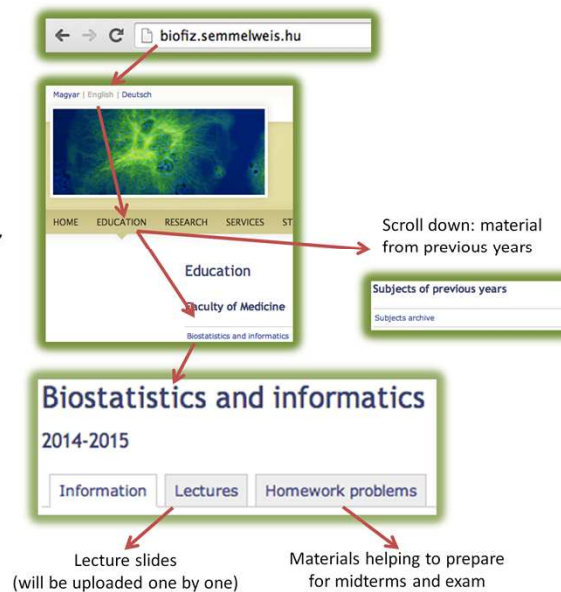 biofiz.semmelweis.hu
Magyar | English | Deutsch
HOME EDUCATION RESEARCH SERVICES ST
Scroll down: material
from previous years
Education
Faculty of Medicine
Biostatistics and informatics
Subjects of previous years
Subjects archive
Biostatistics and informatics
2014-2015
Information Lectures Homework problems
Lecture slides
(will be uploaded one by one)
Materials helping to prepare
for midterms and exam